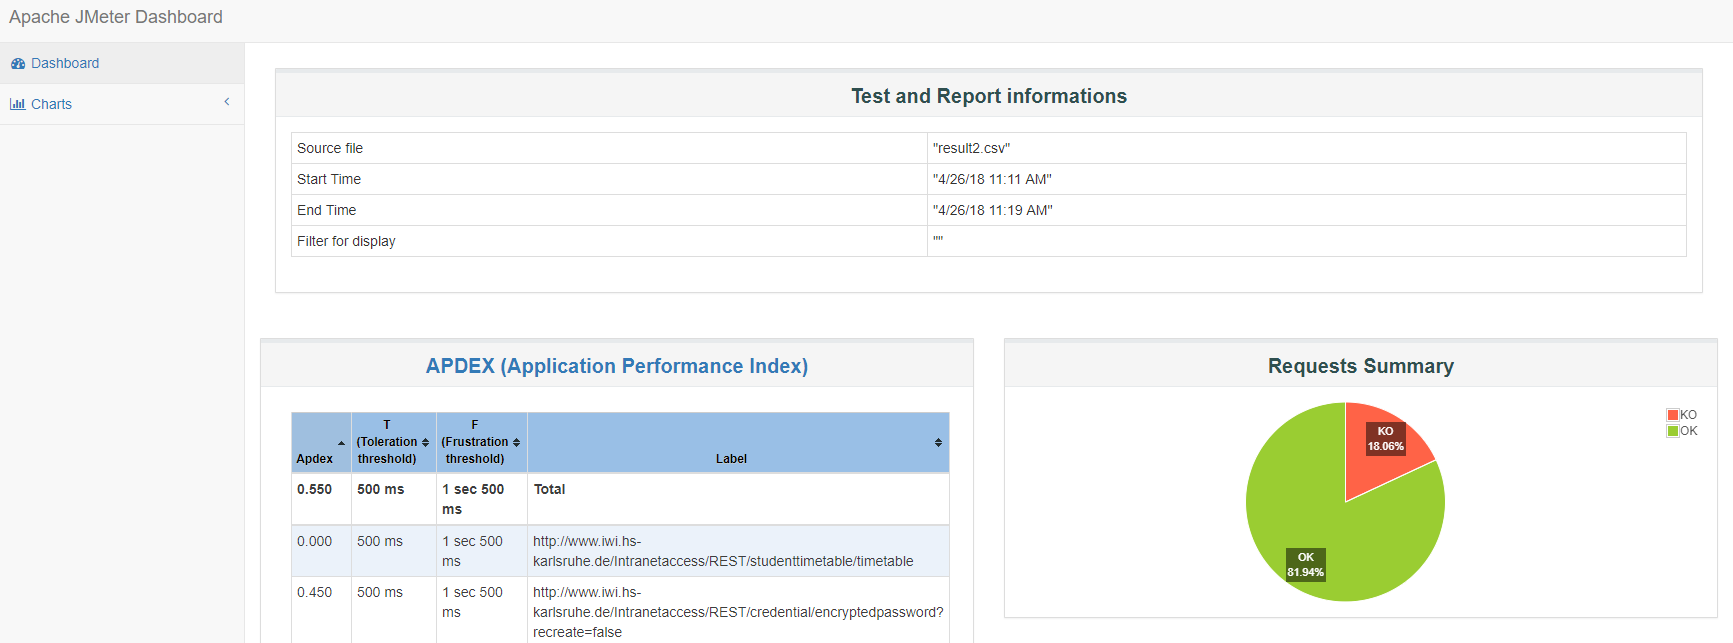 Apache JMeter Dashboard
Dashboard
Charts
Test and Report informations
Source file "result2.csv"
Start Time "4/26/18 11:11 AM"
End Time "4/26/18 11:19 AM"
Filter for display ""
APDEX (Application Performance Index)
Apdex T (Toleration threshold) F (Frustration threshold) Label
0.550 500 ms 1 sec 500 Total
ms
0.000 500 ms 1 sec 500 http://www.iwi.hs-
ms karlsruhe.de/Intranetaccess/REST/studenttimetable/timetable
0.450 500 ms 1 sec 500 http://www.iwi.hs-
ms karlsruhe.de/Intranetaccess/REST/credential/encryptedpassword?
recreate=false
Requests Summary
KO
OK
KO
18.06%
OK
81.94%